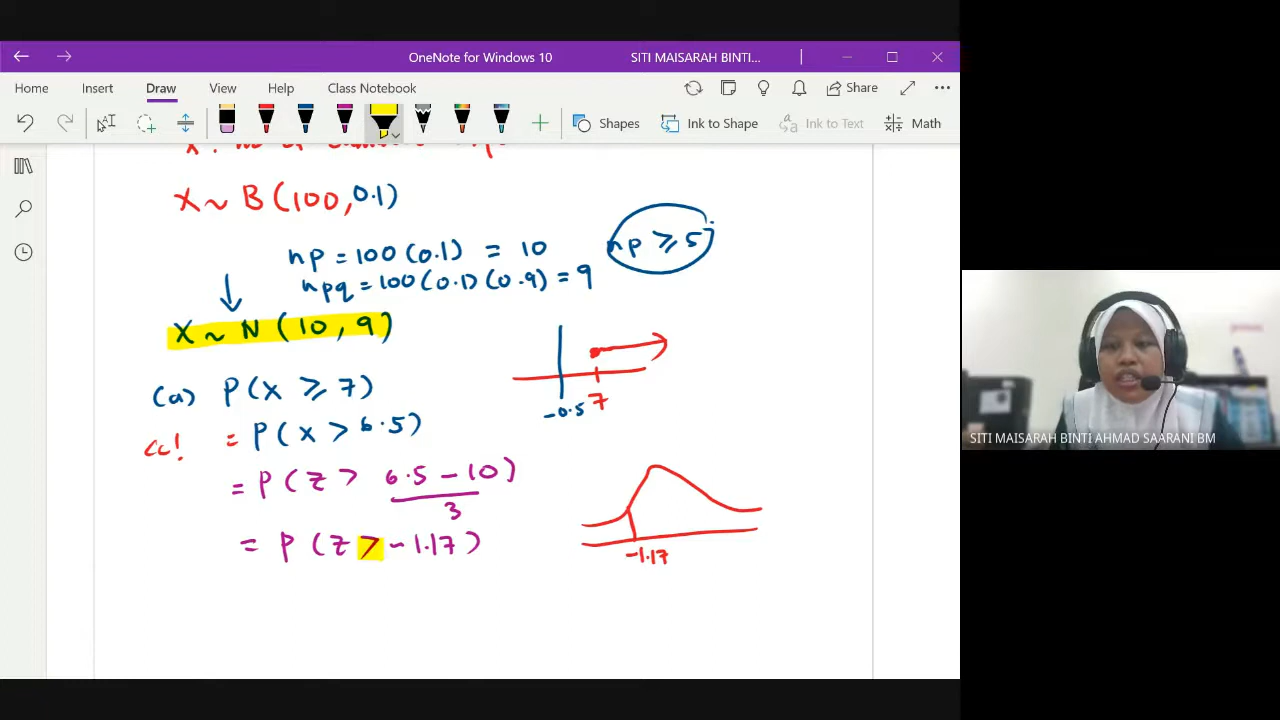 OneNote for Windows 10
SITI MAISARAH BINTI...
Home Insert Draw View Help Class Notebook
Share
Shapes Ink to Shape Ink to Text Math
X ~ B (100, 0.1)
np = 100 (0.1) = 10
np ≥ 5
npq = 100 (0.1) (0.9) = 9
X ~ N (10, 9)
(a) P(X ≥ 7)
-0.5 7
cc! = P(X > 6.5)
= P(Z > 6.5 - 10)
3
= P(Z > -1.17)
-1.17
SITI MAISARAH BINTI AHMAD SAARANI BM